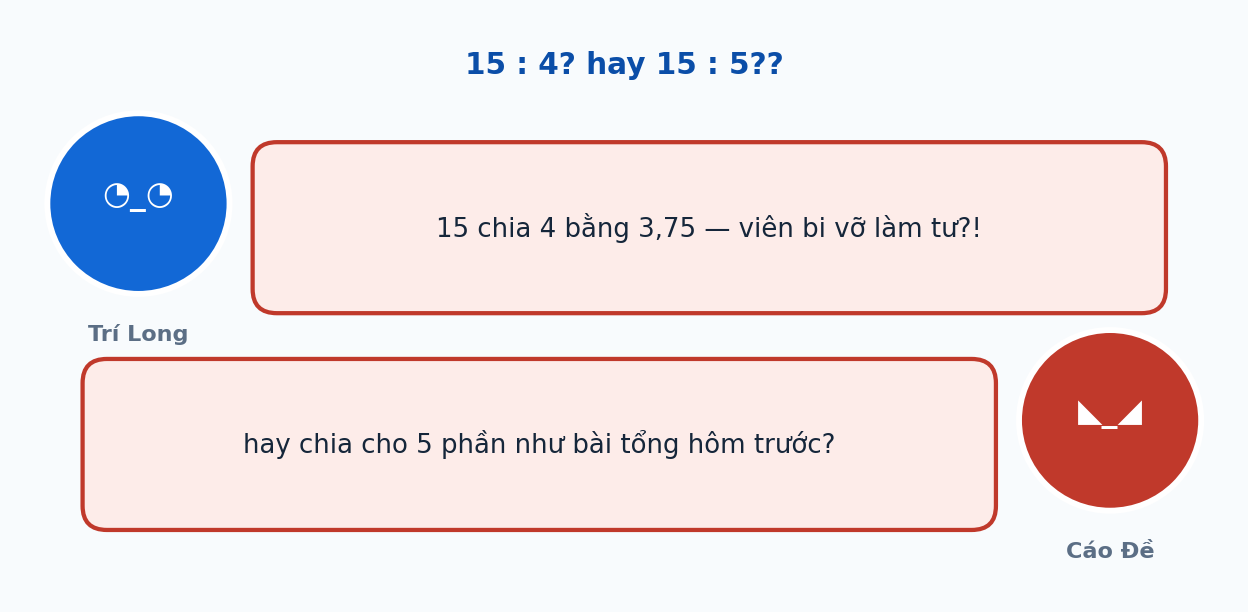 15 : 4? hay 15 : 5??
15 chia 4 bằng 3,75 — viên bi vỡ làm tư?!
Trí Long
hay chia cho 5 phần như bài tổng hôm trước?
Cáo Đề